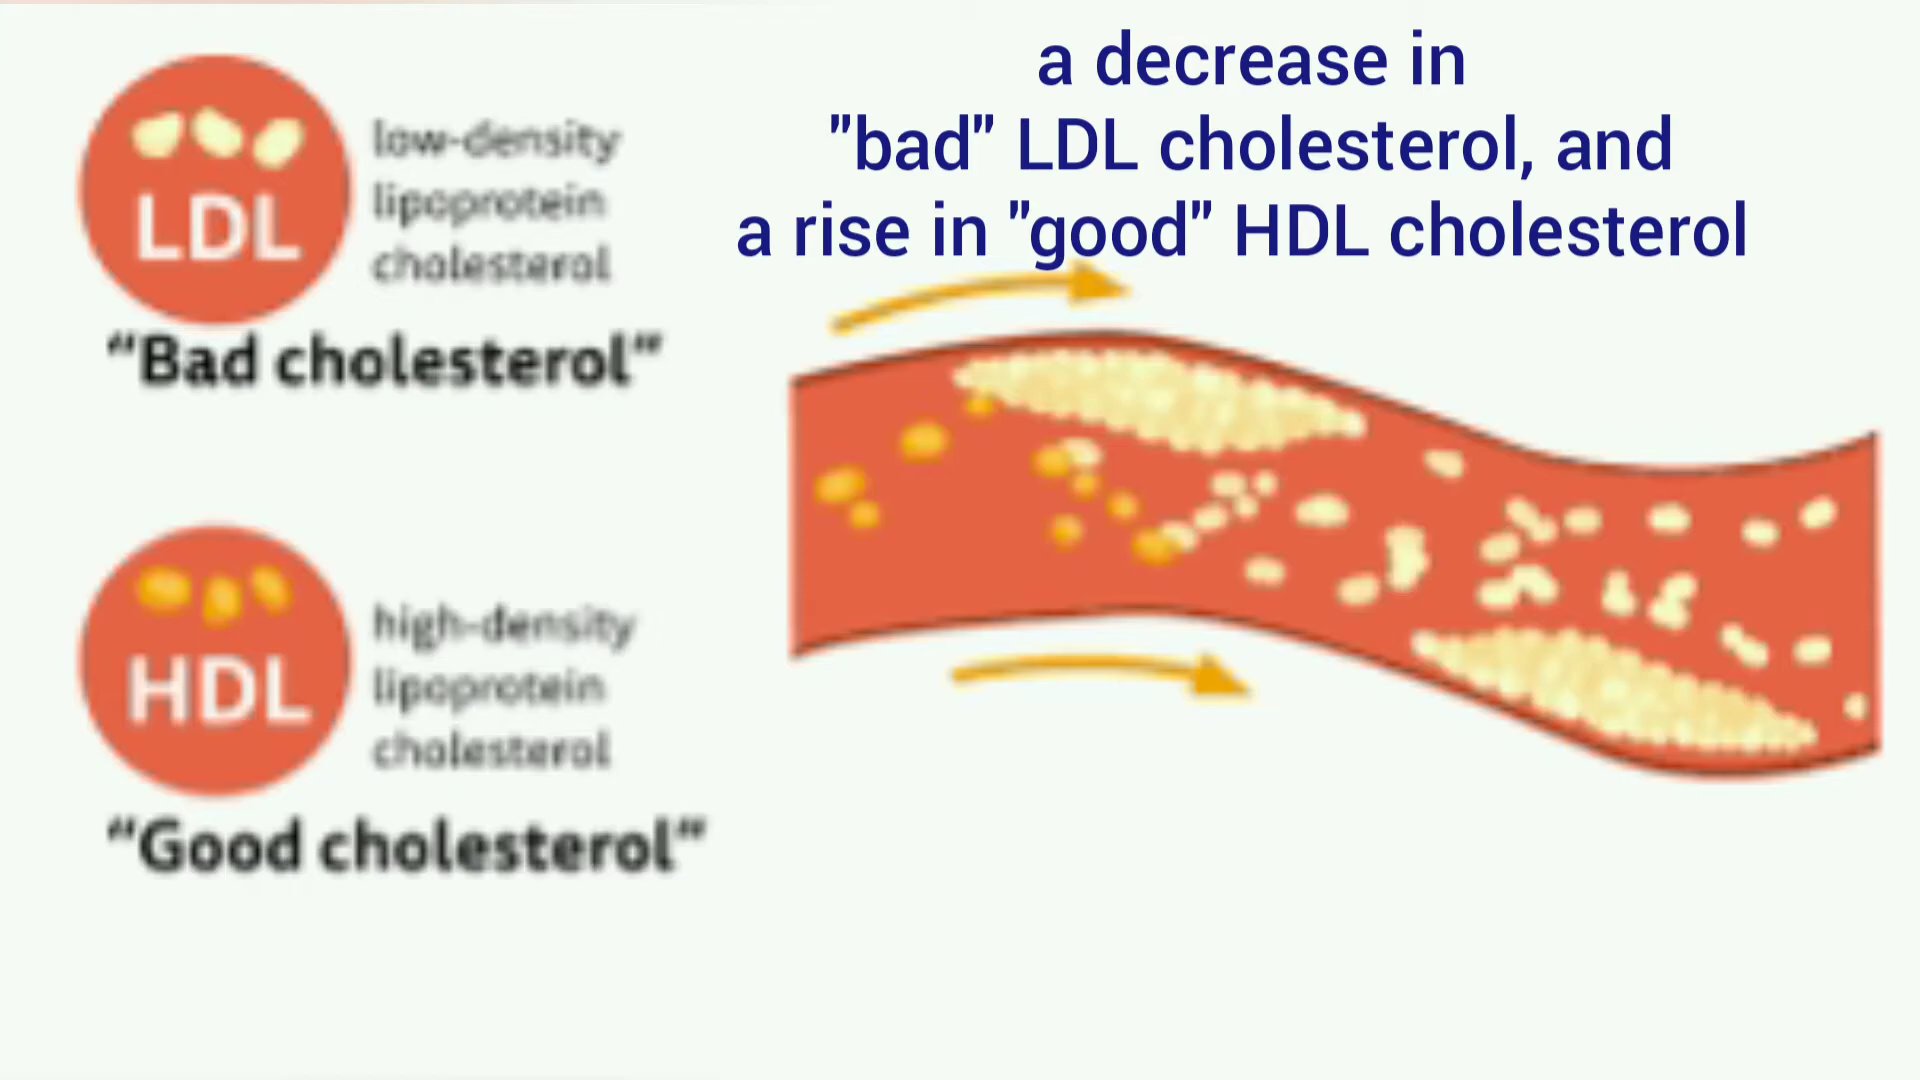 a decrease in
"bad" LDL cholesterol, and
a rise in "good" HDL cholesterol
LDL
low-density
lipoprotein
cholesterol
“Bad cholesterol”
HDL
high-density
lipoprotein
cholesterol
“Good cholesterol”